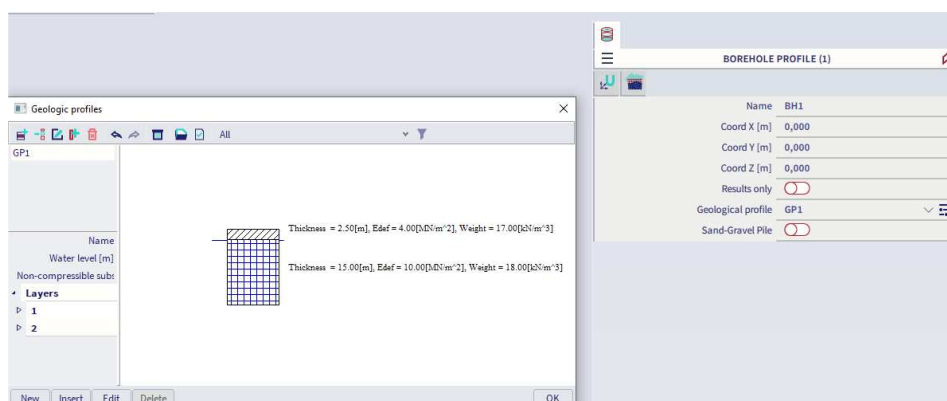 BOREHOLE PROFILE (1)
Geologic profiles
All
GP1
Thickness = 2.50[m], Edef = 4.00[MN/m^2], Weight = 17.00[kN/m^3]
Thickness = 15.00[m], Edef = 10.00[MN/m^2], Weight = 18.00[kN/m^3]
Name
Water level [m]
Non-compressible subs
Layers
1
2
New Insert Edit Delete OK
Name BH1
Coord X [m] 0,000
Coord Y [m] 0,000
Coord Z [m] 0,000
Results only
Geological profile GP1
Sand-Gravel Pile